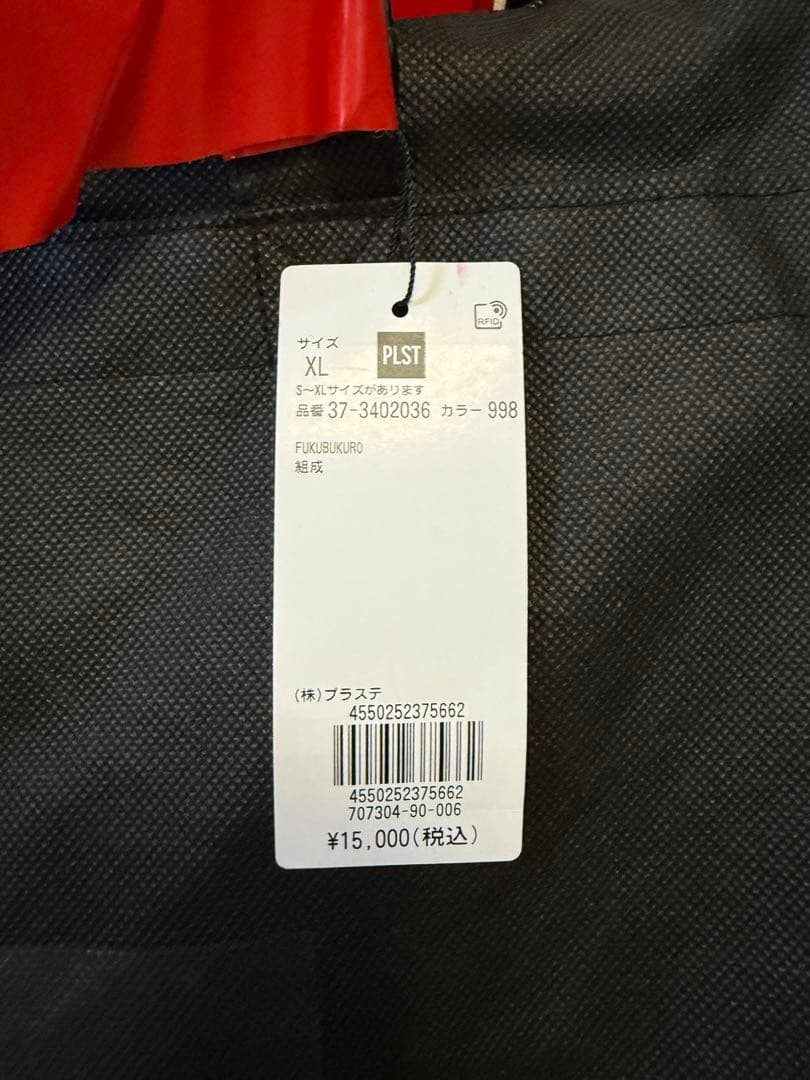 RFID
サイズ
XL
PLST
S〜XLサイズがあります
品番 37-3402036 カラー 998
FUKUBUKURO
組成
(株)プラステ
4550252375662
4550252375662
707304-90-006
¥15,000(税込)